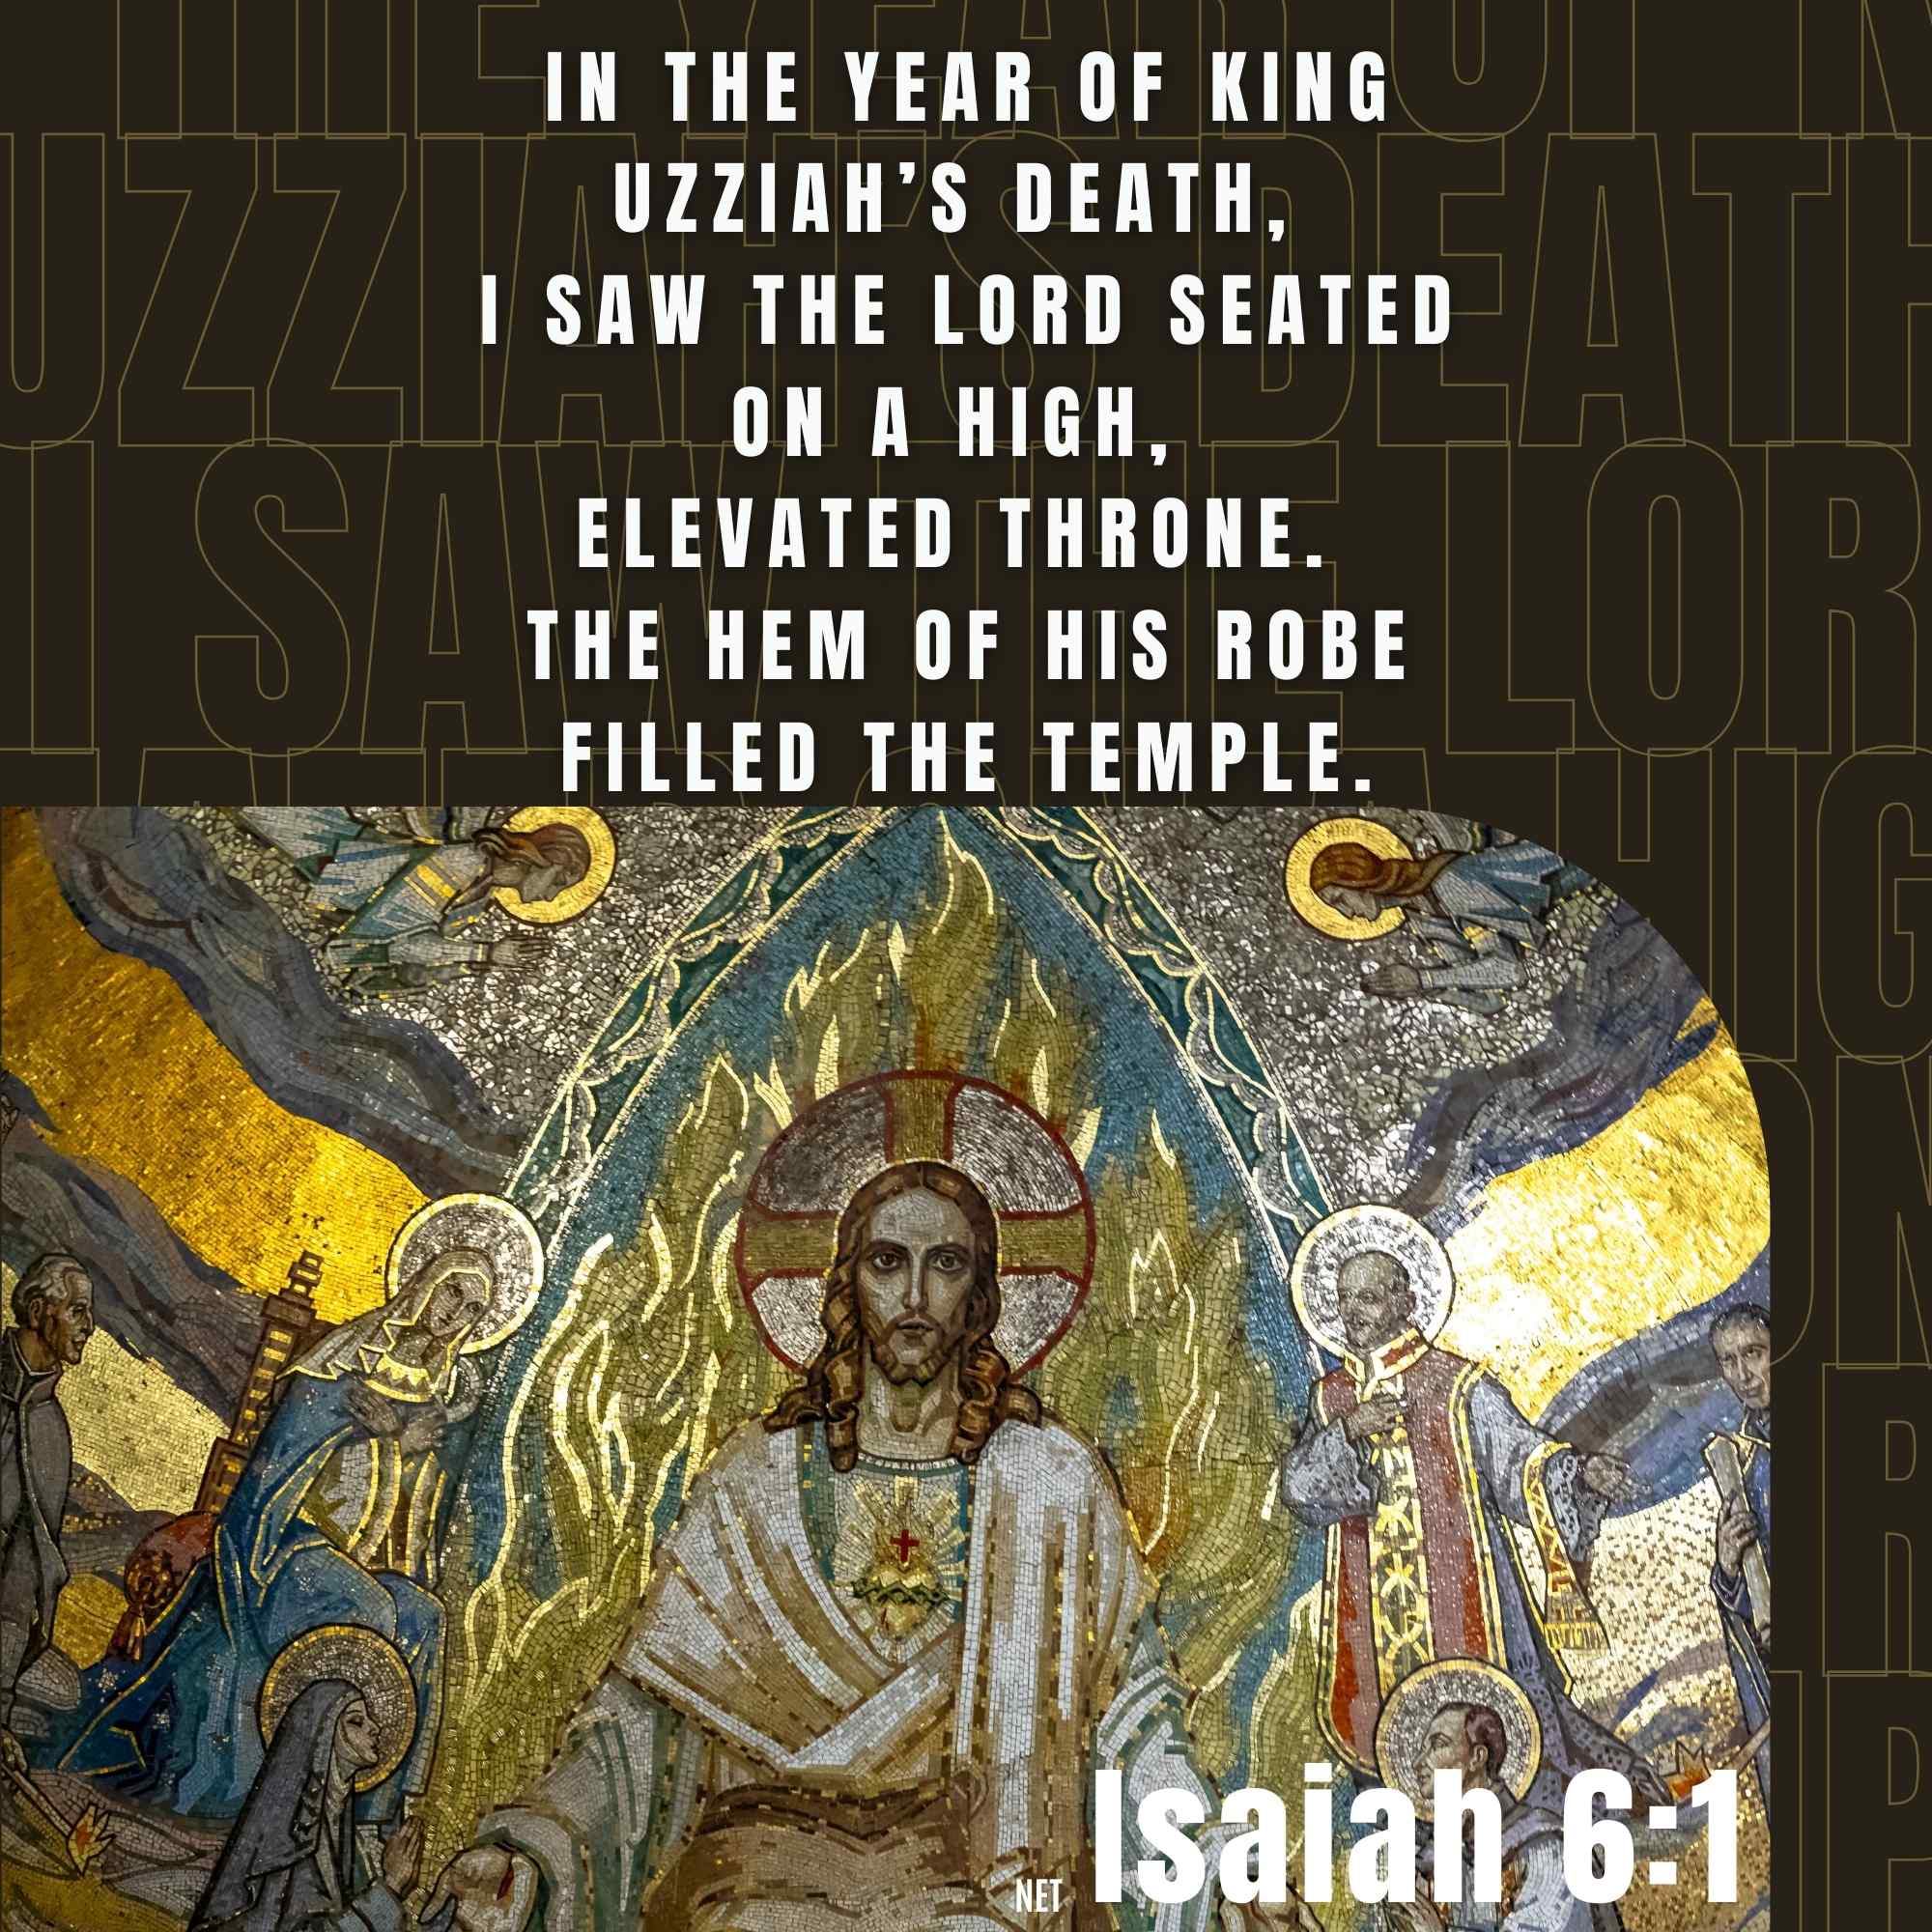 IN THE YEAR OF KING
UZZIAH’S DEATH,
I SAW THE LORD SEATED
ON A HIGH,
ELEVATED THRONE.
THE HEM OF HIS ROBE
FILLED THE TEMPLE.
NET
Isaiah 6:1